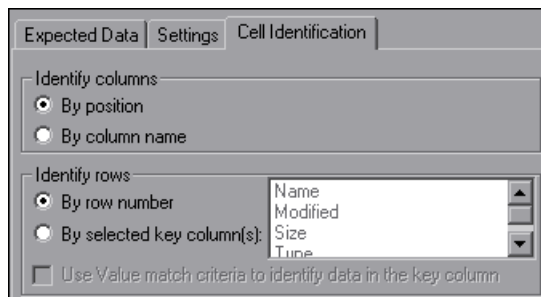 Expected Data Settings Cell Identification
Identify columns
By position
By column name
Identify rows
By row number
By selected key column(s):
Name
Modified
Size
Type
Use Value match criteria to identify data in the key column